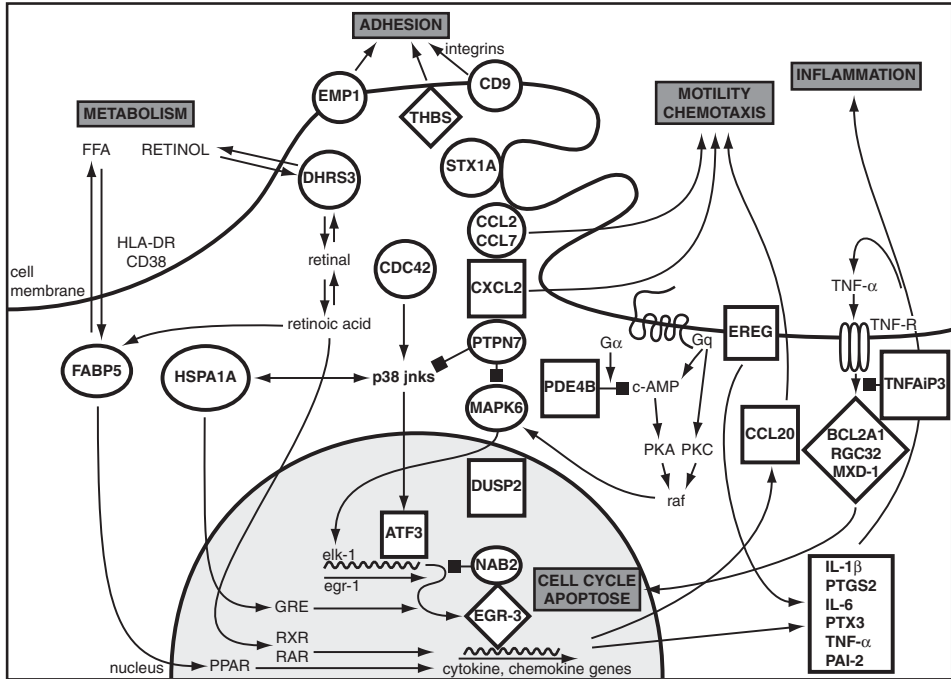 ADHESION
integrins
EMP1
CD9
THBS
MOTILITY
CHEMOTAXIS
INFLAMMATION
METABOLISM
FFA
RETINOL
DHRS3
STX1A
CCL2
CCL7
HLA-DR
CD38
retinal
CDC42
CXCL2
cell
membrane
TNF-α
TNF-R
retinoic acid
FABP5
HSPA1A
p38 jnks
PTPN7
MAPK6
Gα
Gq
EREG
PDE4B
c-AMP
TNFAiP3
PKA
PKC
raf
CCL20
BCL2A1
RGC32
MXD-1
DUSP2
ATF3
elk-1
egr-1
NAB2
CELL CYCLE
APOPTOSE
GRE
EGR-3
RXR
RAR
nucleus
PPAR
cytokine, chemokine genes
IL-1β
PTGS2
IL-6
PTX3
TNF-α
PAI-2